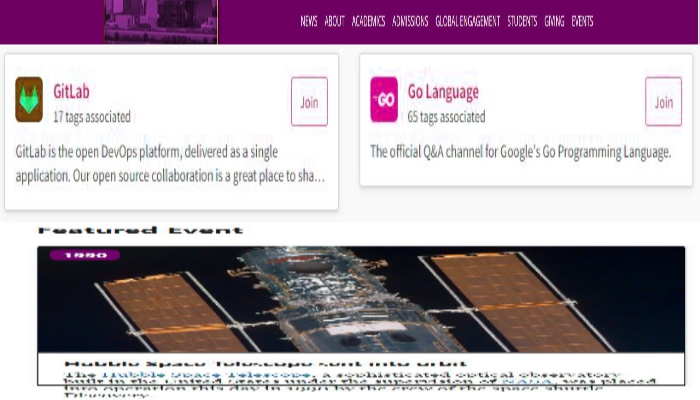 NEWS ABOUT ACADEMICS ADMISSIONS GLOBAL ENGAGEMENT STUDENTS GIVING EVENTS
GitLab
17 tags associated
Join
GitLab is the open DevOps platform, delivered as a single
application. Our open source collaboration is a great place to sha...
GO
Go Language
65 tags associated
Join
The official Q&A channel for Google's Go Programming Language.
Featured Event
1990
Hubble Space Telescope sent into orbit
The Hubble Space Telescope, a sophisticated optical observatory
built in the United States under the supervision of NASA, was placed
into operation this day in 1990 by the crew of the space shuttle
Discovery.